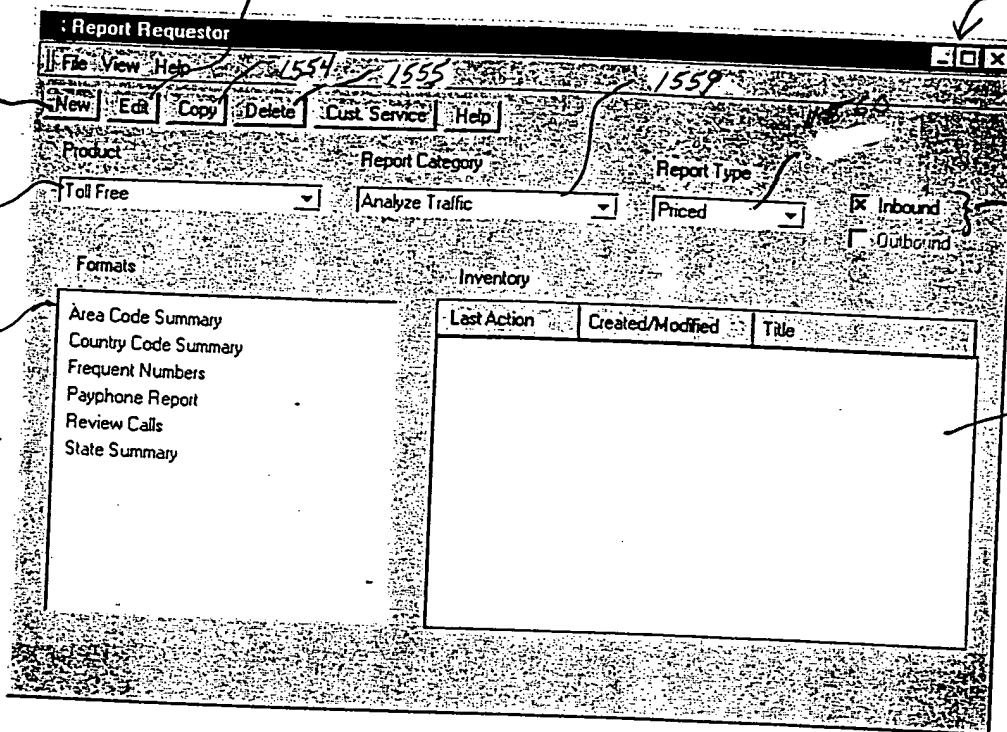 : Report Requestor
File View Help
1554 1555 1559
New Edit Copy Delete Cust. Service Help
Product Report Category Report Type
Toll Free Analyze Traffic Priced
Inbound
Outbound
Formats Inventory
Area Code Summary
Country Code Summary
Frequent Numbers
Payphone Report
Review Calls
State Summary
Last Action Created/Modified Title